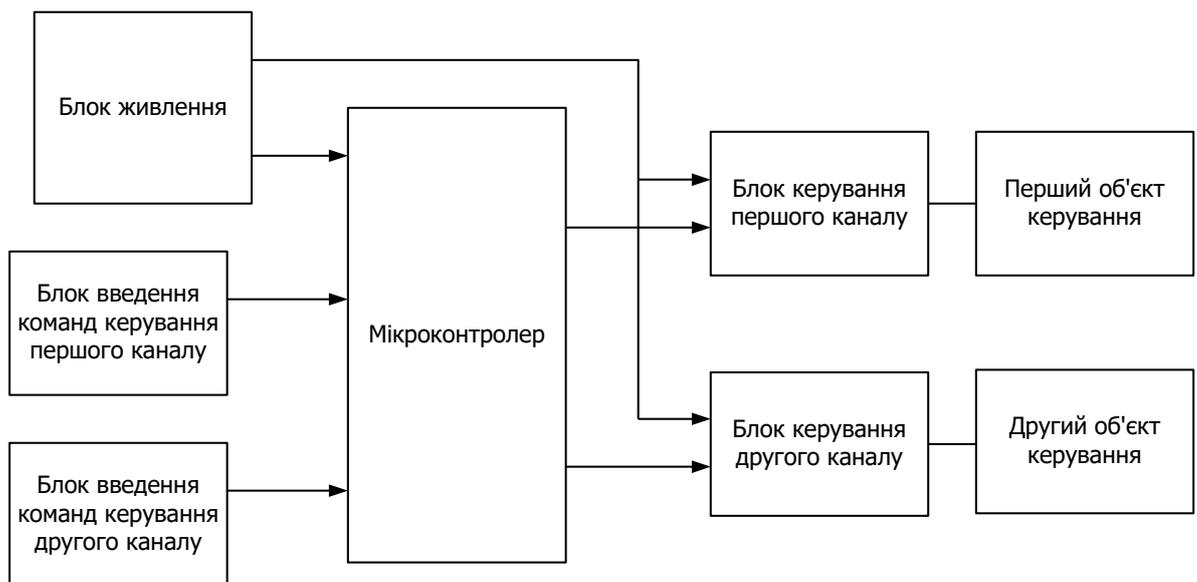 Блок живлення
Блок введення
команд керування
першого каналу
Блок введення
команд керування
другого каналу
Мікроконтролер
Блок керування
першого каналу
Перший об'єкт
керування
Блок керування
другого каналу
Другий об'єкт
керування